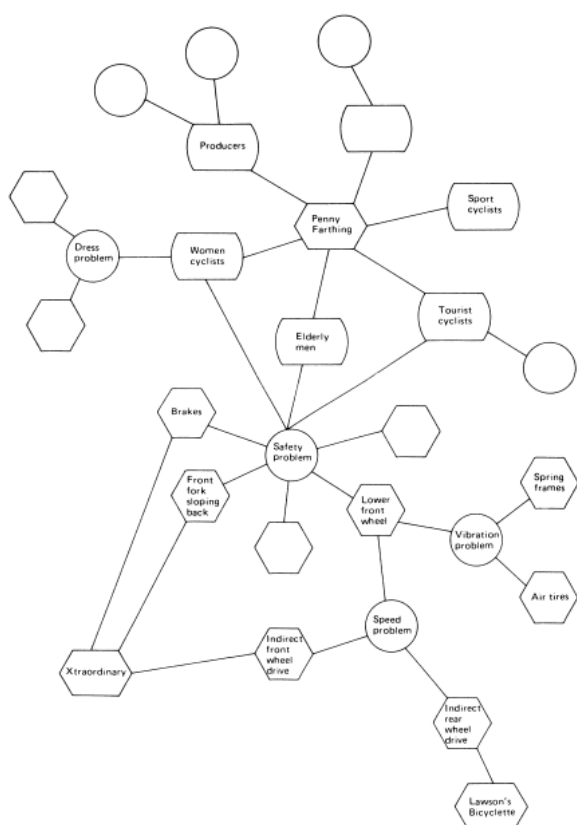 Producers
Sport
cyclists
Penny
Farthing
Dress
problem
Women
cyclists
Tourist
cyclists
Elderly
men
Brakes
Safety
problem
Front
fork
sloping
back
Lower
front
wheel
Spring
frames
Vibration
problem
Air tires
Speed
problem
Indirect
front
wheel
drive
Xtraordinary
Indirect
rear
wheel
drive
Lawson's
Bicyclette